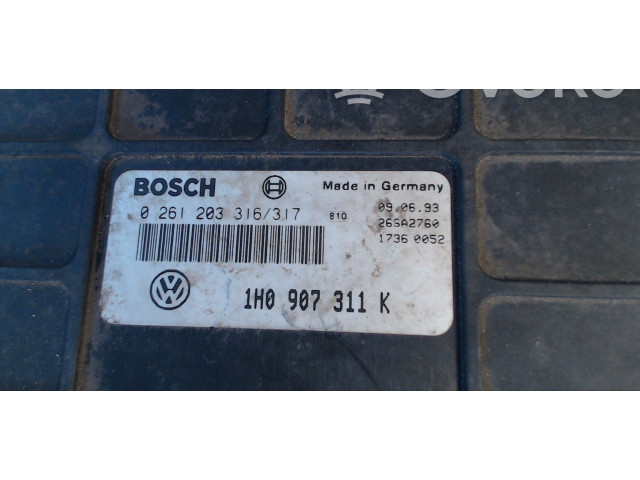 BOSCH
Made in Germany
0 261 203 316/317
810
09.06.93
26SA2760
1736 0052
1H0 907 311 K